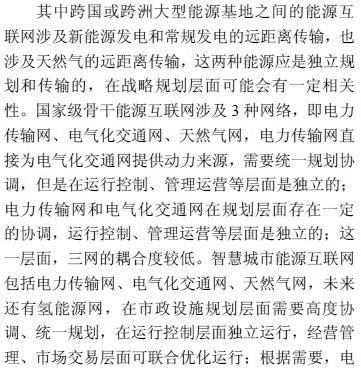 其中跨国或跨洲大型能源基地之间的能源互
联网涉及新能源发电和常规发电的远距离传输，也
涉及天然气的远距离传输，这两种能源应是独立规
划和传输的，在战略规划层面可能会有一定相关
性。国家级骨干能源互联网涉及 3 种网络，即电力
传输网、电气化交通网、天然气网，电力传输网直
接为电气化交通网提供动力来源，需要统一规划协
调，但是在运行控制、管理运营等层面是独立的；
电力传输网和电气化交通网在规划层面存在一定
的协调，运行控制、管理运营等层面是独立的；这
一层面，三网的耦合度较低。智慧城市能源互联网
包括电力传输网、电气化交通网、天然气网，未来
还有氢能源网，在市政设施规划层面需要高度协
调、统一规划，在运行控制层面独立运行，经营管
理、市场交易层面可联合优化运行；根据需要，电